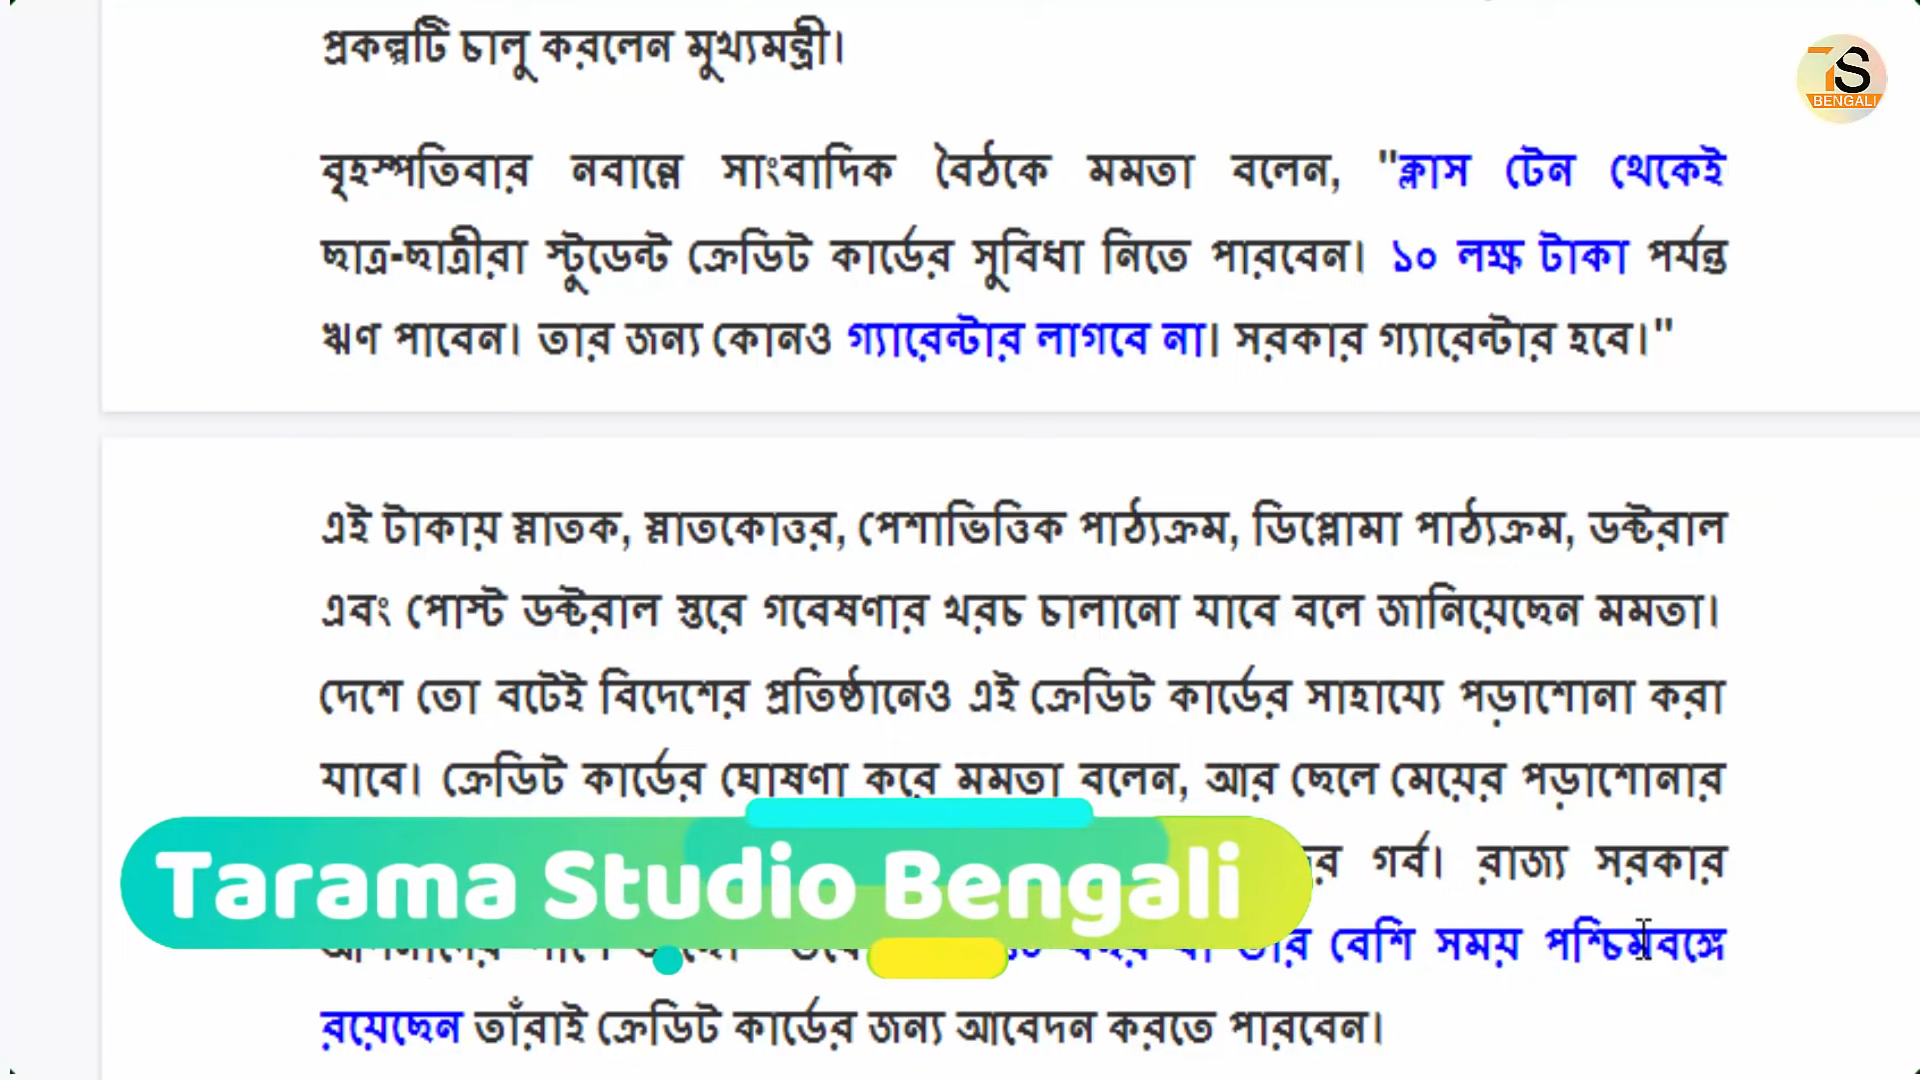 প্রকল্পটি চালু করলেন মুখ্যমন্ত্রী।
TS
BENGALI
বৃহস্পতিবার নবান্নে সাংবাদিক বৈঠকে মমতা বলেন, "ক্লাস টেন থেকেই
ছাত্র-ছাত্রীরা স্টুডেন্ট ক্রেডিট কার্ডের সুবিধা নিতে পারবেন। ১০ লক্ষ টাকা পর্যন্ত
ঋণ পাবেন। তার জন্য কোনও গ্যারেন্টার লাগবে না। সরকার গ্যারেন্টার হবে।"
এই টাকায় স্নাতক, স্নাতকোত্তর, পেশাভিত্তিক পাঠ্যক্রম, ডিপ্লোমা পাঠ্যক্রম, ডক্টরাল
এবং পোস্ট ডক্টরাল স্তরে গবেষণার খরচ চালানো যাবে বলে জানিয়েছেন মমতা।
দেশে তো বটেই বিদেশের প্রতিষ্ঠানেও এই ক্রেডিট কার্ডের সাহায্যে পড়াশোনা করা
যাবে। ক্রেডিট কার্ডের ঘোষণা করে মমতা বলেন, আর ছেলে মেয়ের পড়াশোনার
গর্ব। রাজ্য সরকার
Tarama Studio Bengali
তার বেশি সময় পশ্চিমবঙ্গে
রয়েছেন তাঁরাই ক্রেডিট কার্ডের জন্য আবেদন করতে পারবেন।